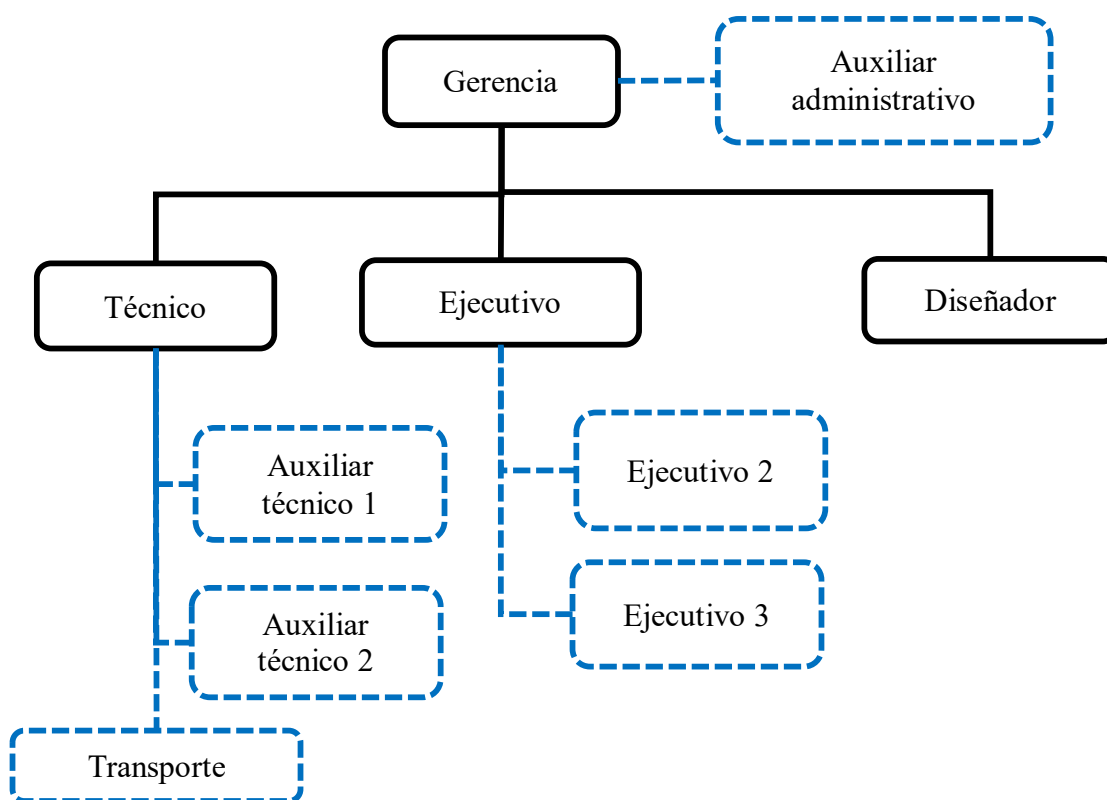 Gerencia
Auxiliar
administrativo
Técnico
Ejecutivo
Diseñador
Auxiliar
técnico 1
Ejecutivo 2
Auxiliar
técnico 2
Ejecutivo 3
Transporte